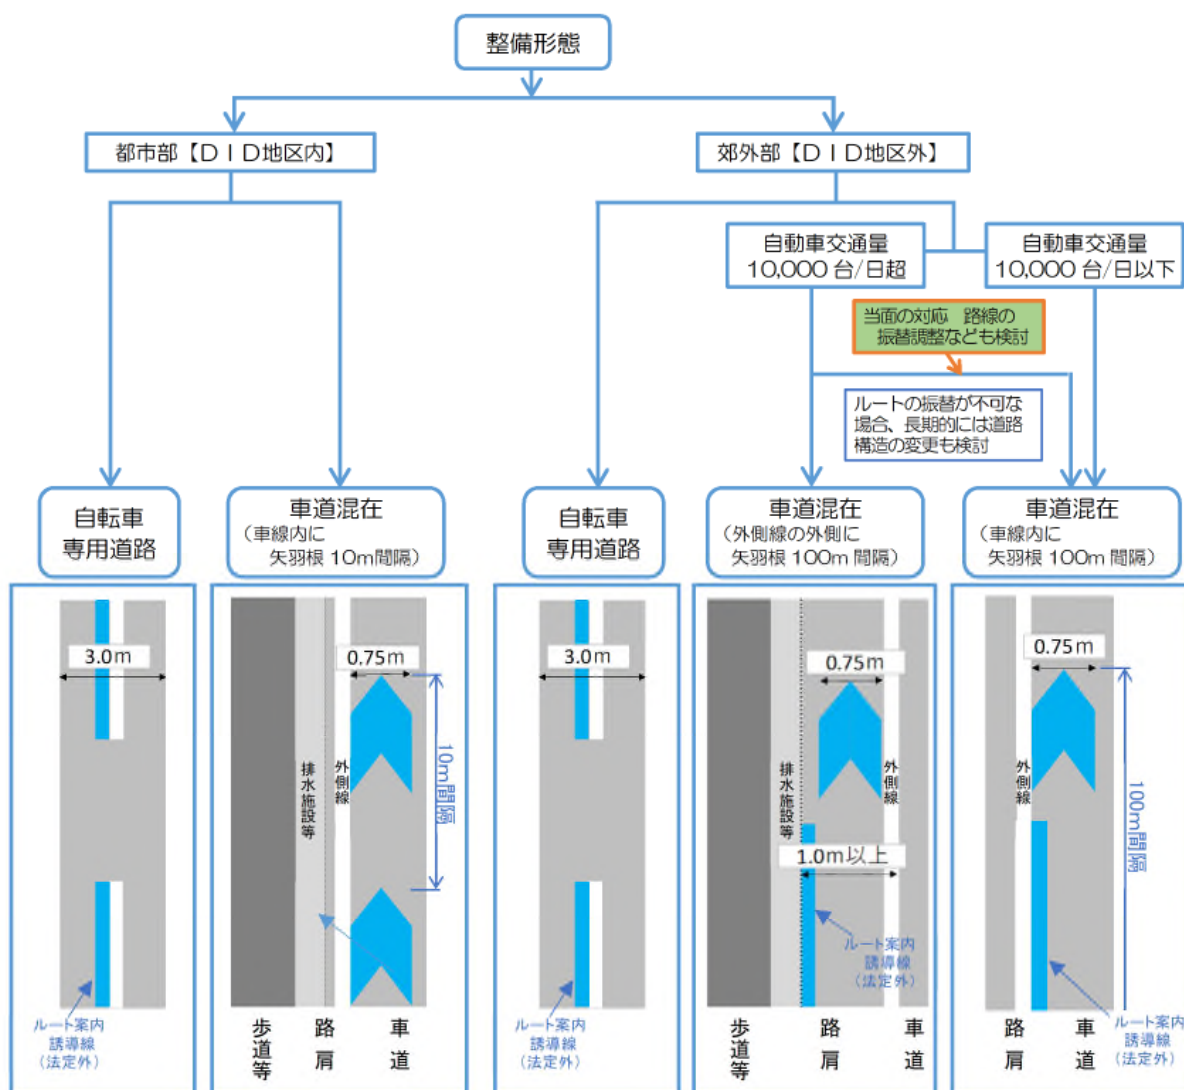 整備形態
都市部【DID地区内】
郊外部【DID地区外】
自動車交通量
10,000 台/日超
自動車交通量
10,000 台/日以下
当面の対応　路線の
振替調整なども検討
ルートの振替が不可な
場合、長期的には道路
構造の変更も検討
自転車
専用道路
車道混在
（車線内に
矢羽根 10m間隔）
自転車
専用道路
車道混在
（外側線の外側に
矢羽根 100m 間隔）
車道混在
（車線内に
矢羽根 100m 間隔）
3.0m
ルート案内
誘導線
（法定外）
0.75m
10m間隔
排水施設等
外側線
歩道等
路肩
車道
3.0m
ルート案内
誘導線
（法定外）
0.75m
排水施設等
外側線
1.0m以上
ルート案内
誘導線
（法定外）
歩道等
路肩
車道
0.75m
外側線
100m間隔
ルート案内
誘導線
（法定外）
路肩
車道